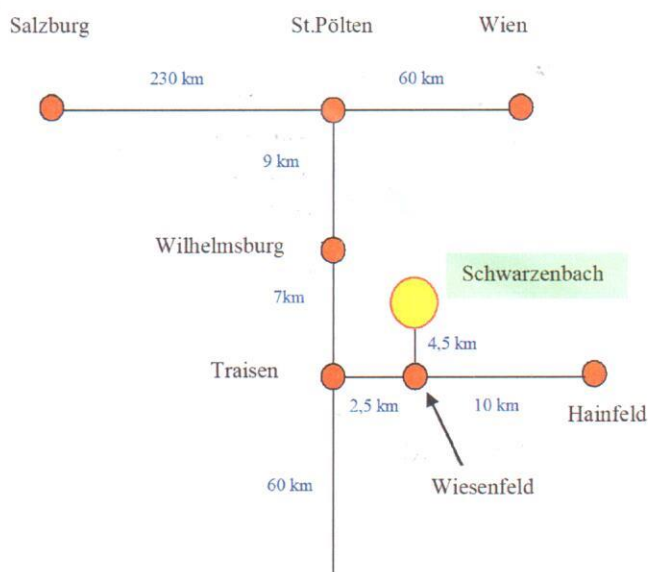 Salzburg St.Pölten Wien
230 km 60 km
9 km
Wilhelmsburg
Schwarzenbach
7km
4,5 km
Traisen
2,5 km 10 km
Hainfeld
60 km Wiesenfeld